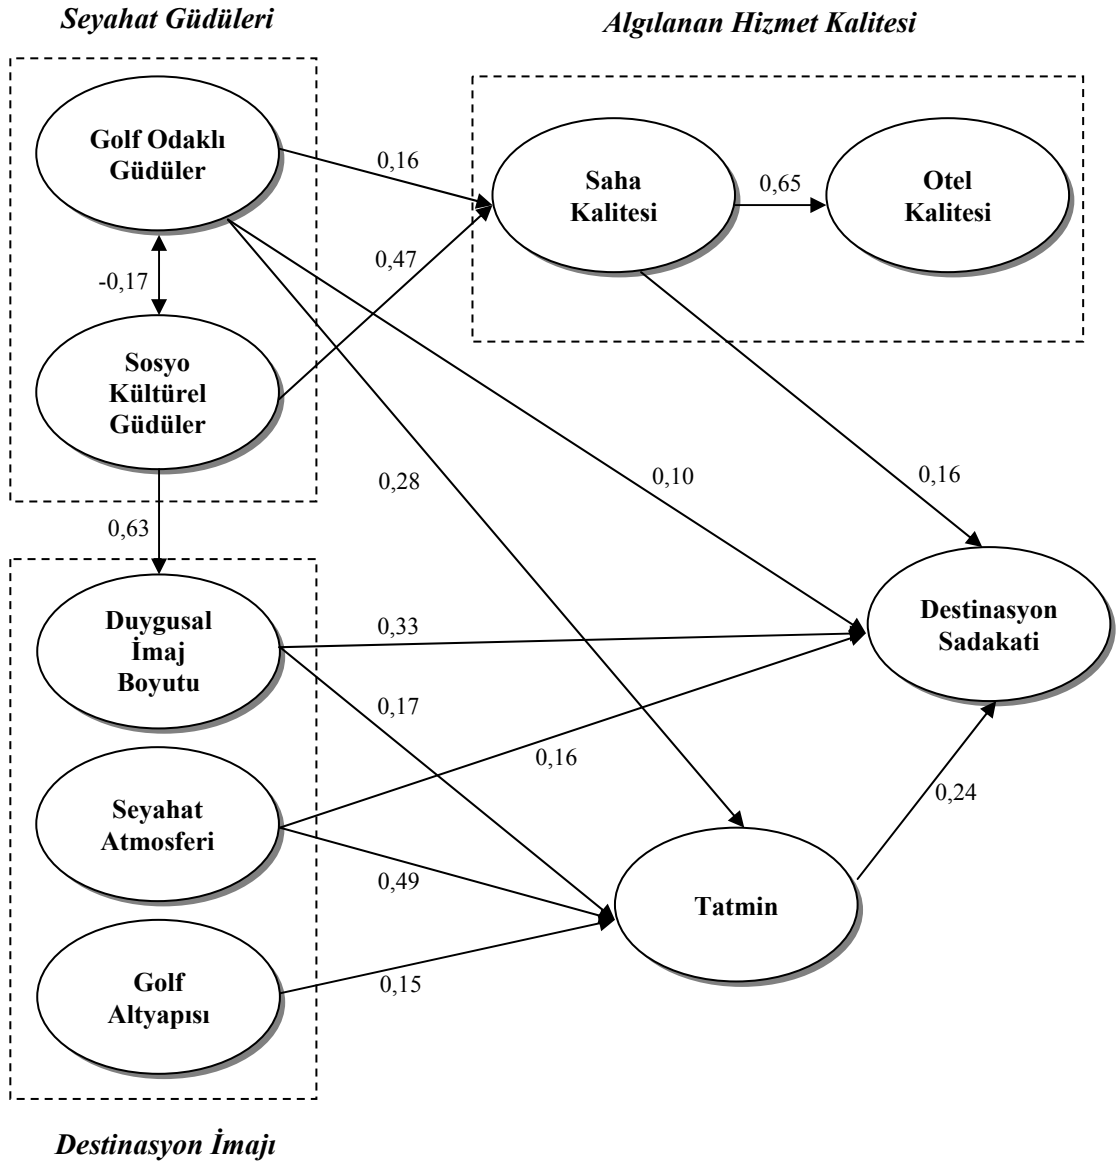 Seyahat Güdüleri
Algılanan Hizmet Kalitesi
Golf Odaklı
Güdüler
0,16
Saha
Kalitesi
0,65
Otel
Kalitesi
-0,17
0,47
Sosyo
Kültürel
Güdüler
0,28
0,10
0,16
0,63
Duygusal
İmaj
Boyutu
0,33
Destinasyon
Sadakati
0,17
0,16
Seyahat
Atmosferi
0,24
0,49
Tatmin
Golf
Altyapısı
0,15
Destinasyon İmajı